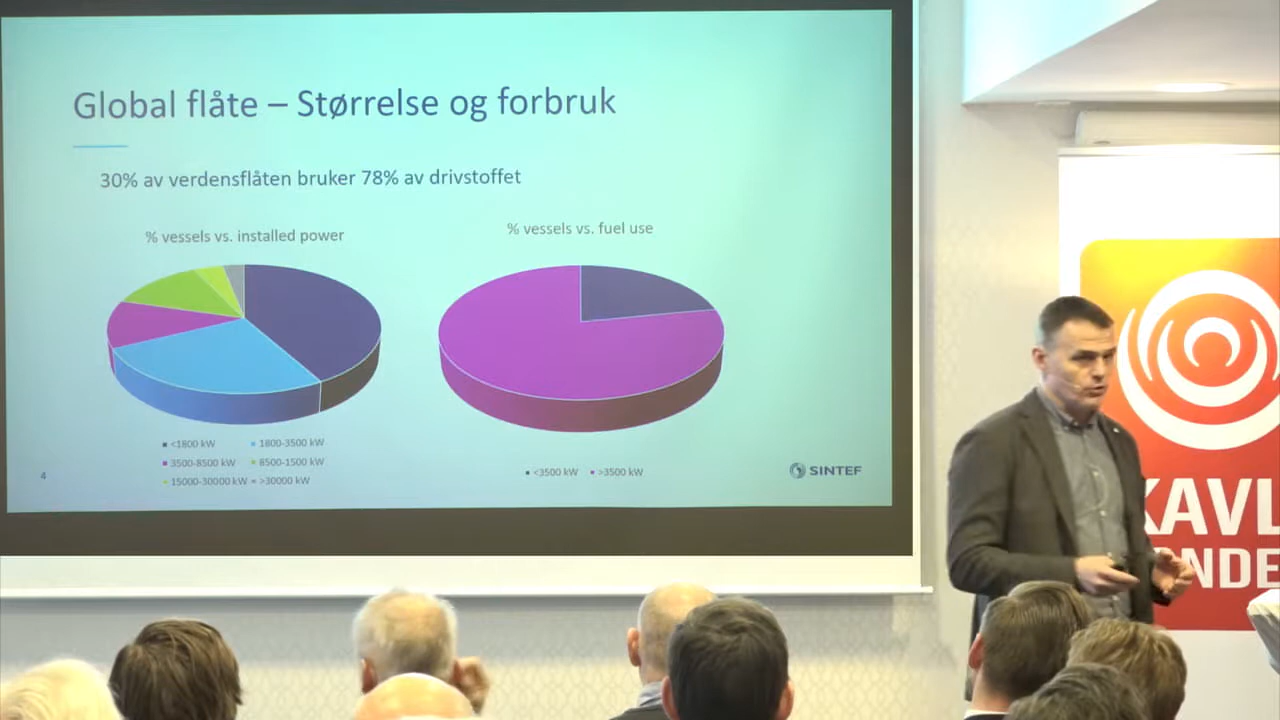 Global flåte – Størrelse og forbruk
30% av verdensflåten bruker 78% av drivstoffet
% vessels vs. installed power
% vessels vs. fuel use
<1800 kW 1800-3500 kW
3500-8500 kW 8500-1500 kW
15000-30000 kW >30000 kW
<3500 kW >3500 kW
4
SINTEF
KAVL
NDE